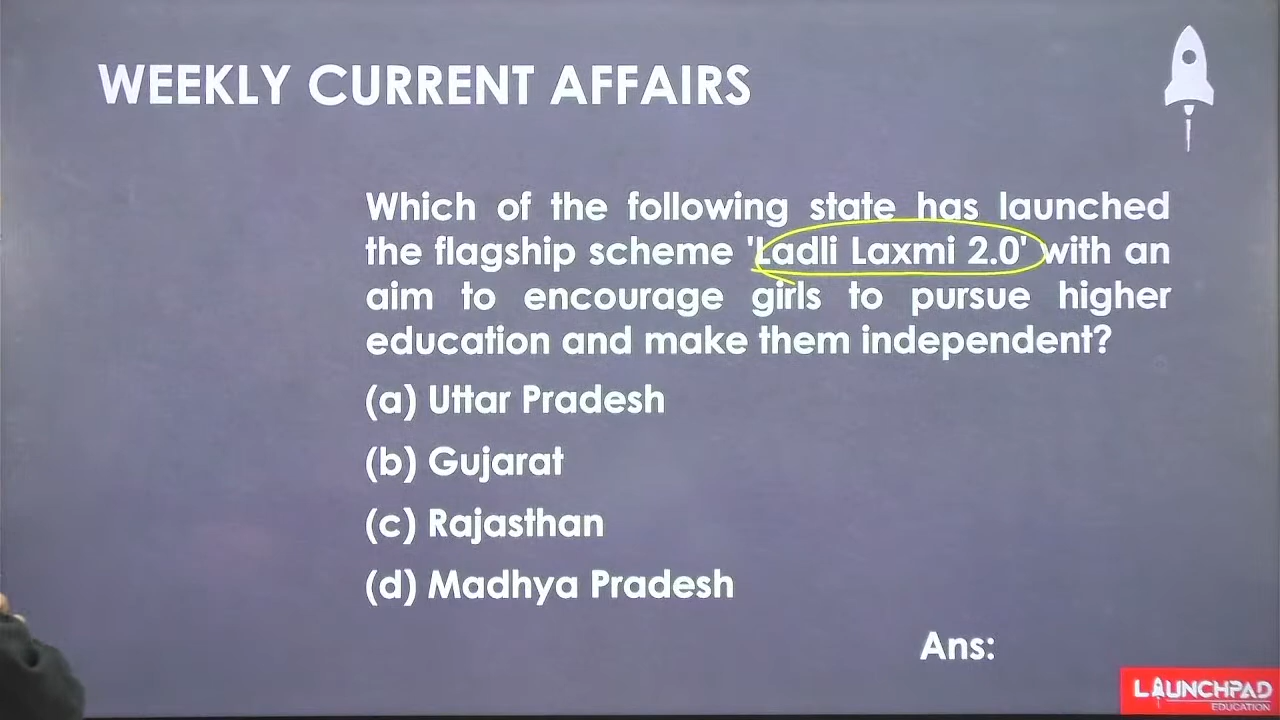 WEEKLY CURRENT AFFAIRS
Which of the following state has launched
the flagship scheme 'Ladli Laxmi 2.0' with an
aim to encourage girls to pursue higher
education and make them independent?
(a) Uttar Pradesh
(b) Gujarat
(c) Rajasthan
(d) Madhya Pradesh
Ans:
LAUNCHPAD
EDUCATION